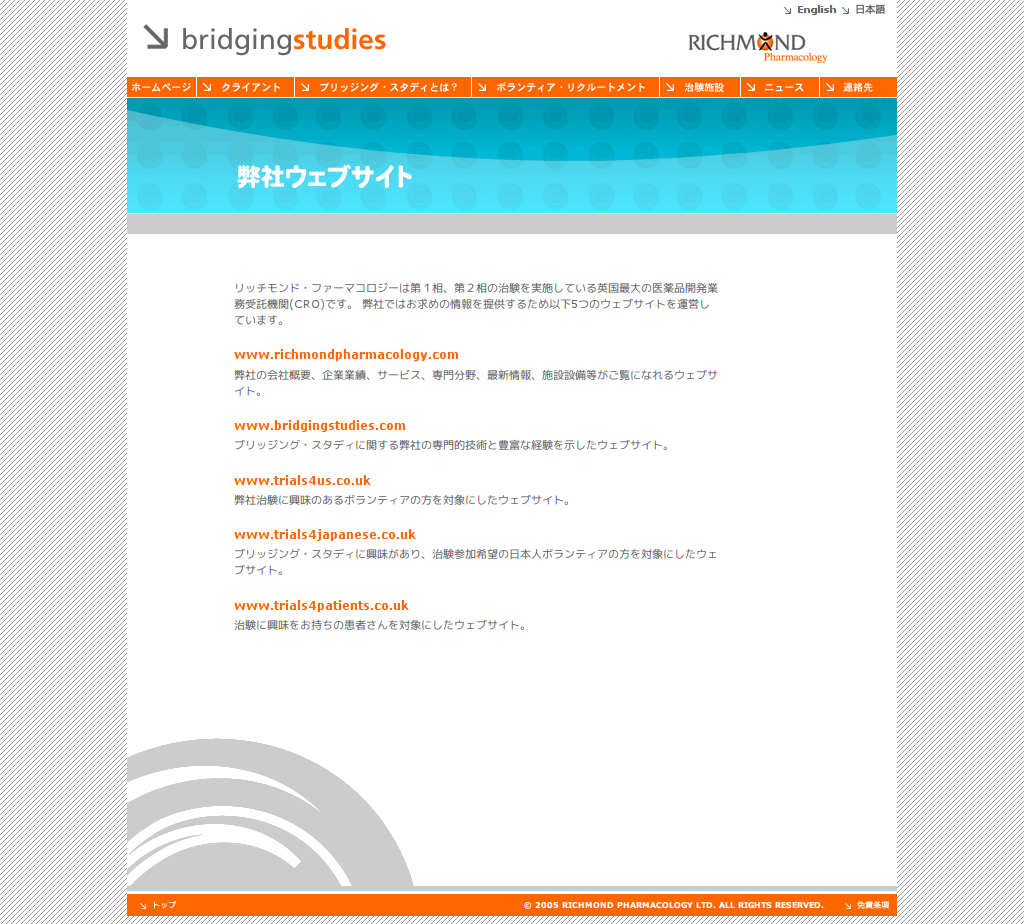 English 日本語
bridgingstudies
RICHMOND
Pharmacology
ホームページ クライアント ブリッジング・スタディとは？ ボランティア・リクルートメント 治験施設 ニュース 連絡先
弊社ウェブサイト
リッチモンド・ファーマコロジーは第１相、第２相の治験を実施している英国最大の医薬品開発業
務受託機関(CRO)です。 弊社ではお求めの情報を提供するため以下5つのウェブサイトを運営し
ています。
www.richmondpharmacology.com
弊社の会社概要、企業業績、サービス、専門分野、最新情報、施設設備等がご覧になれるウェブサ
イト。
www.bridgingstudies.com
ブリッジング・スタディに関する弊社の専門的技術と豊富な経験を示したウェブサイト。
www.trials4us.co.uk
弊社治験に興味のあるボランティアの方を対象にしたウェブサイト。
www.trials4japanese.co.uk
ブリッジング・スタディに興味があり、治験参加希望の日本人ボランティアの方を対象にしたウェ
ブサイト。
www.trials4patients.co.uk
治験に興味をお持ちの患者さんを対象にしたウェブサイト。
トップ © 2005 RICHMOND PHARMACOLOGY LTD. ALL RIGHTS RESERVED. 免責条項